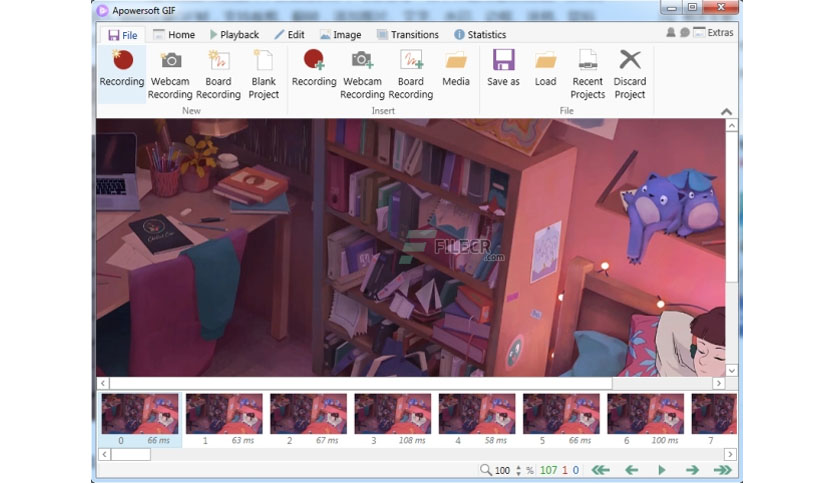 Apowersoft GIF
File Home Playback Edit Image Transitions Statistics Extras
Recording Webcam Recording Board Recording Blank Project Recording Webcam Recording Board Recording Media Save as Load Recent Projects Discard Project
New Insert File
FILECR
.com
0 66 ms 1 63 ms 2 67 ms 3 108 ms 4 58 ms 5 66 ms 6 100 ms 7
100 % 107 1 0